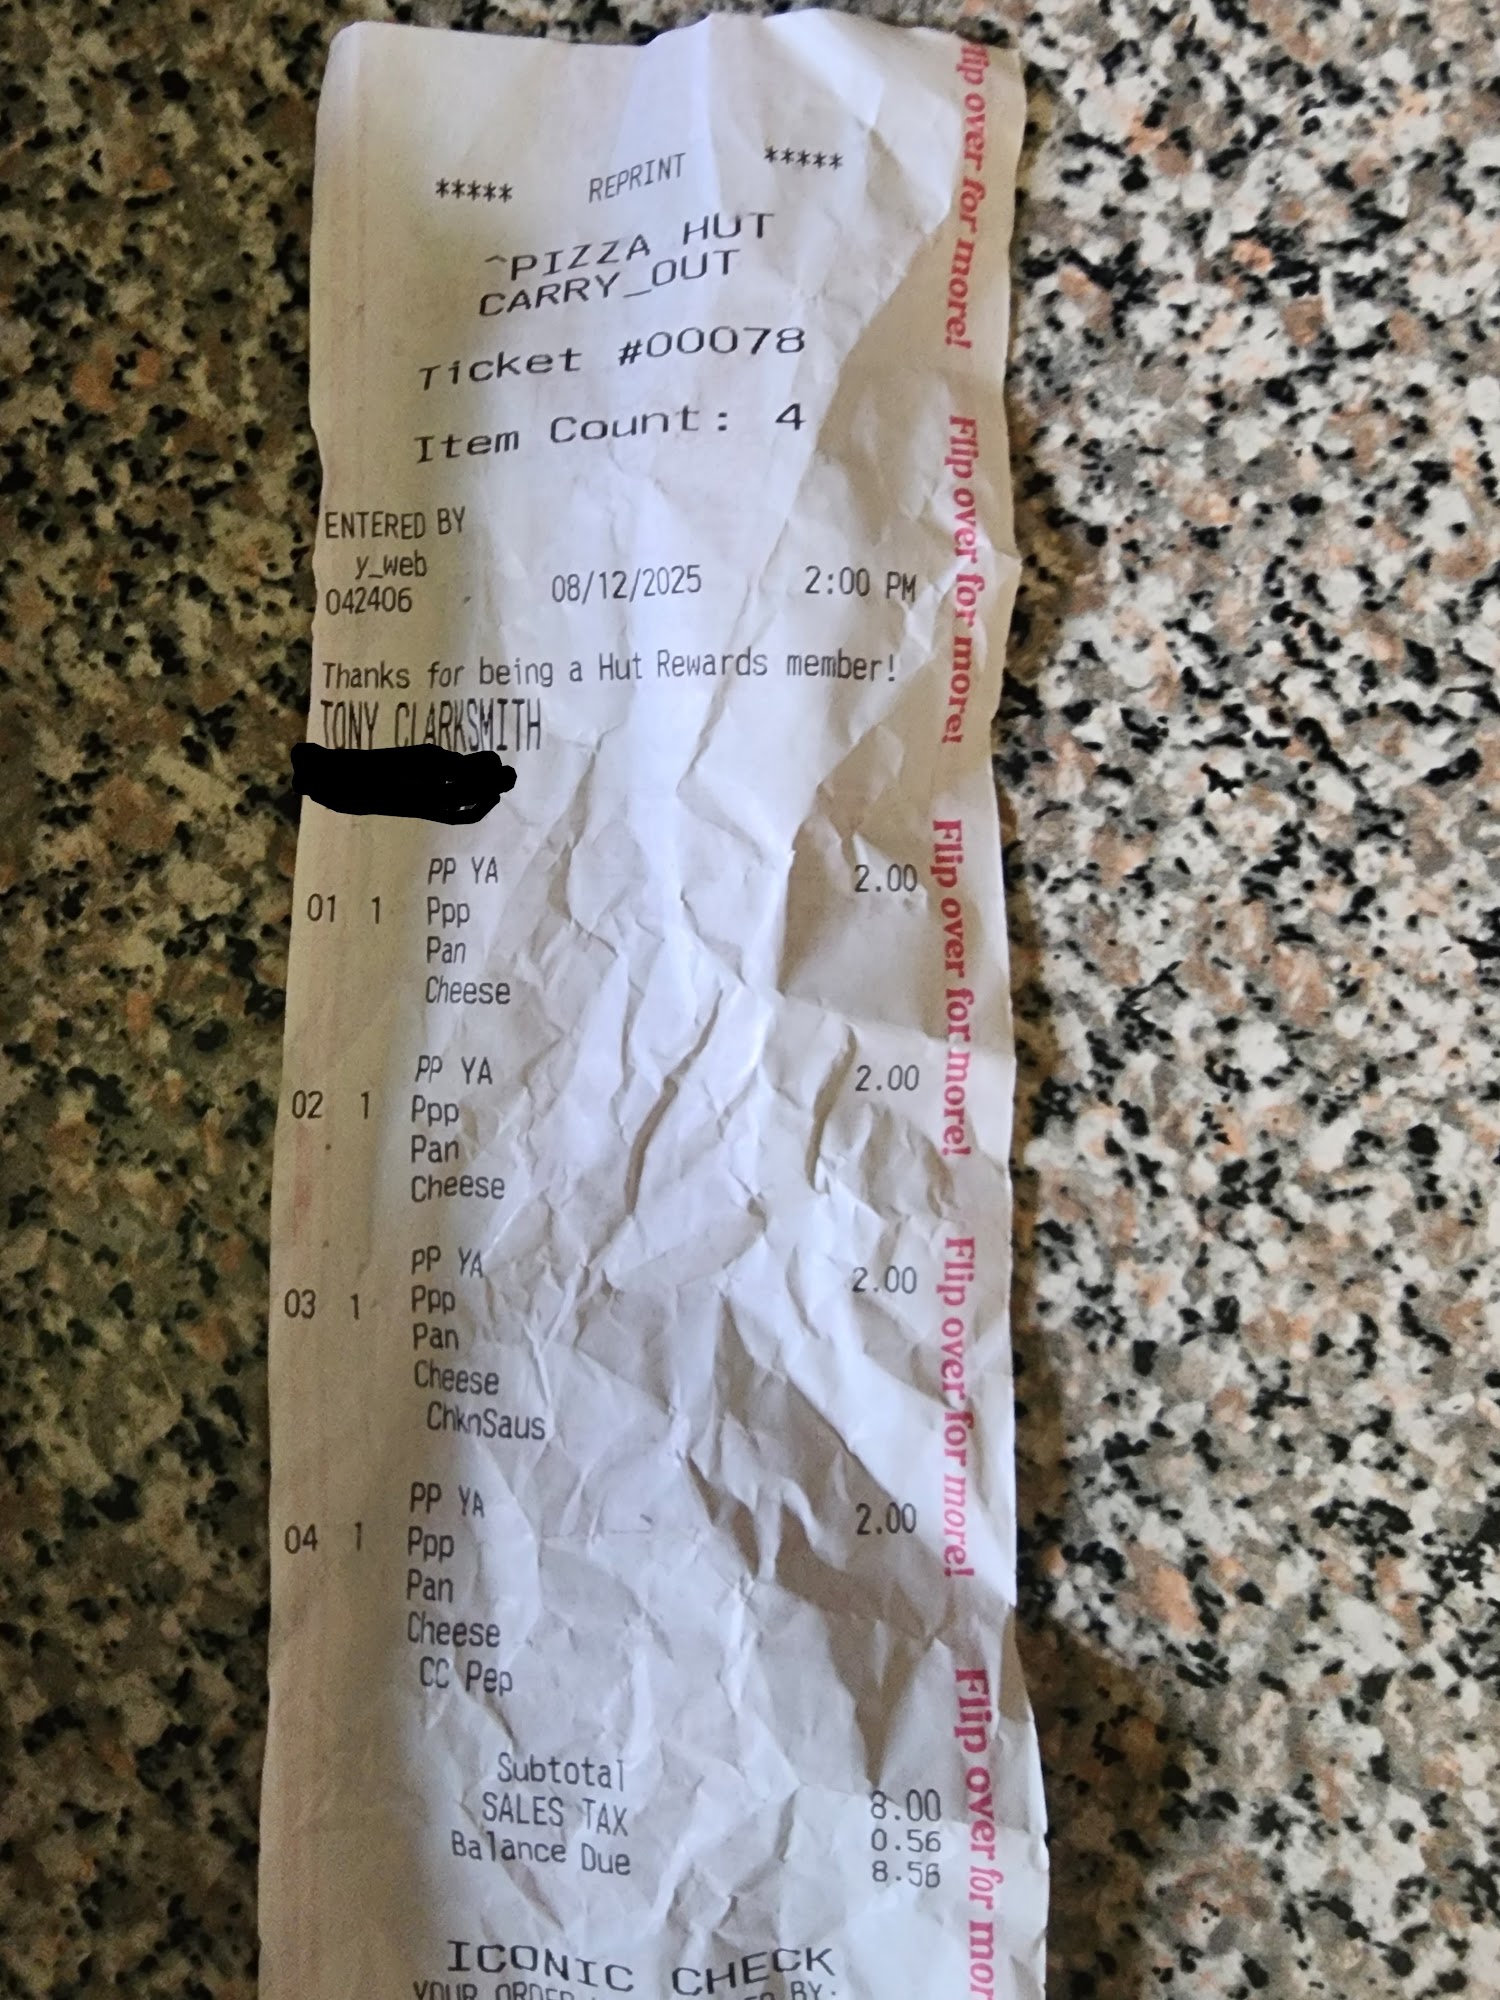 ***** REPRINT *****
^PIZZA HUT
CARRY_OUT
Ticket #00078
Item Count: 4
ENTERED BY
y_web
042406 08/12/2025 2:00 PM
Thanks for being a Hut Rewards member!
TONY CLARKSMITH
PP YA 2.00
01 1 Ppp
Pan
Cheese
PP YA 2.00
02 1 Ppp
Pan
Cheese
PP YA 2.00
03 1 Ppp
Pan
Cheese
ChknSaus
PP YA 2.00
04 1 Ppp
Pan
Cheese
CC Pep
Subtotal 8.00
SALES TAX 0.56
Balance Due 8.56
ICONIC CHECK
YOUR ORDER BY:
flip over for more!
Flip over for more!
Flip over for more!
Flip over for more!
Flip over for mor